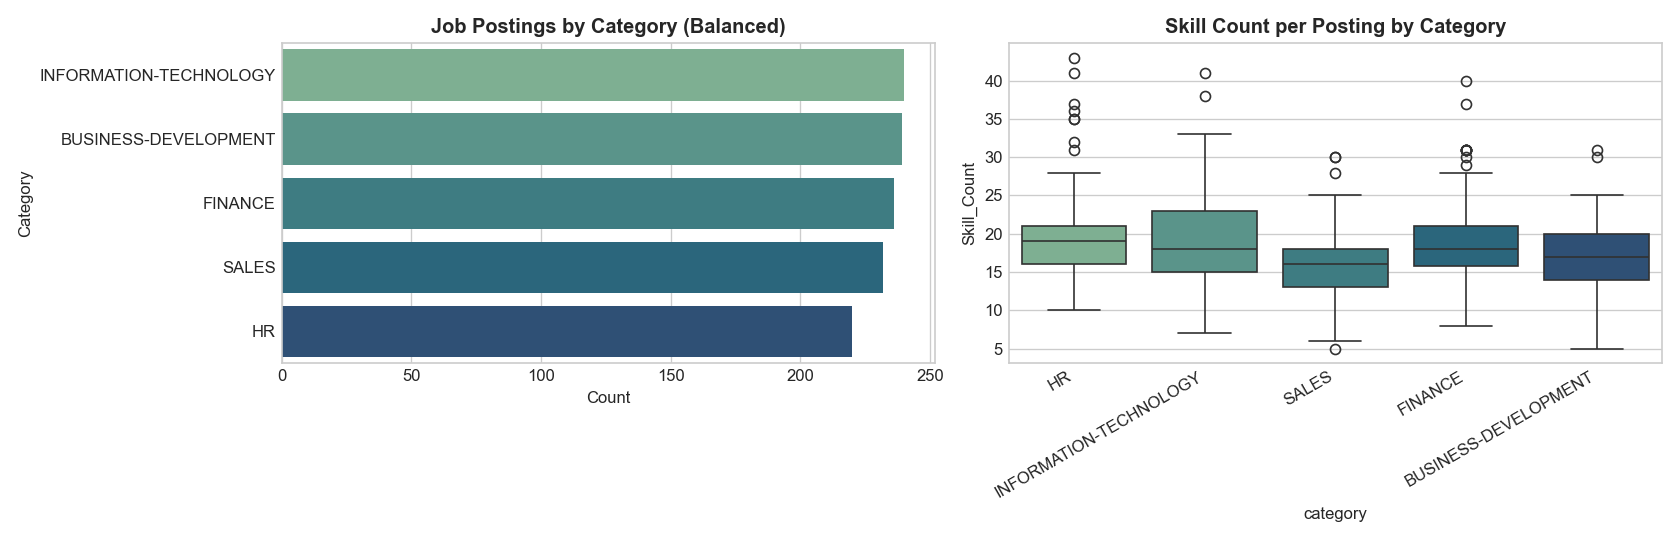 Job Postings by Category (Balanced)
Category
INFORMATION-TECHNOLOGY
BUSINESS-DEVELOPMENT
FINANCE
SALES
HR
0 50 100 150 200 250
Count
Skill Count per Posting by Category
Skill_Count
40
35
30
25
20
15
10
5
HR
INFORMATION-TECHNOLOGY
SALES
FINANCE
BUSINESS-DEVELOPMENT
category